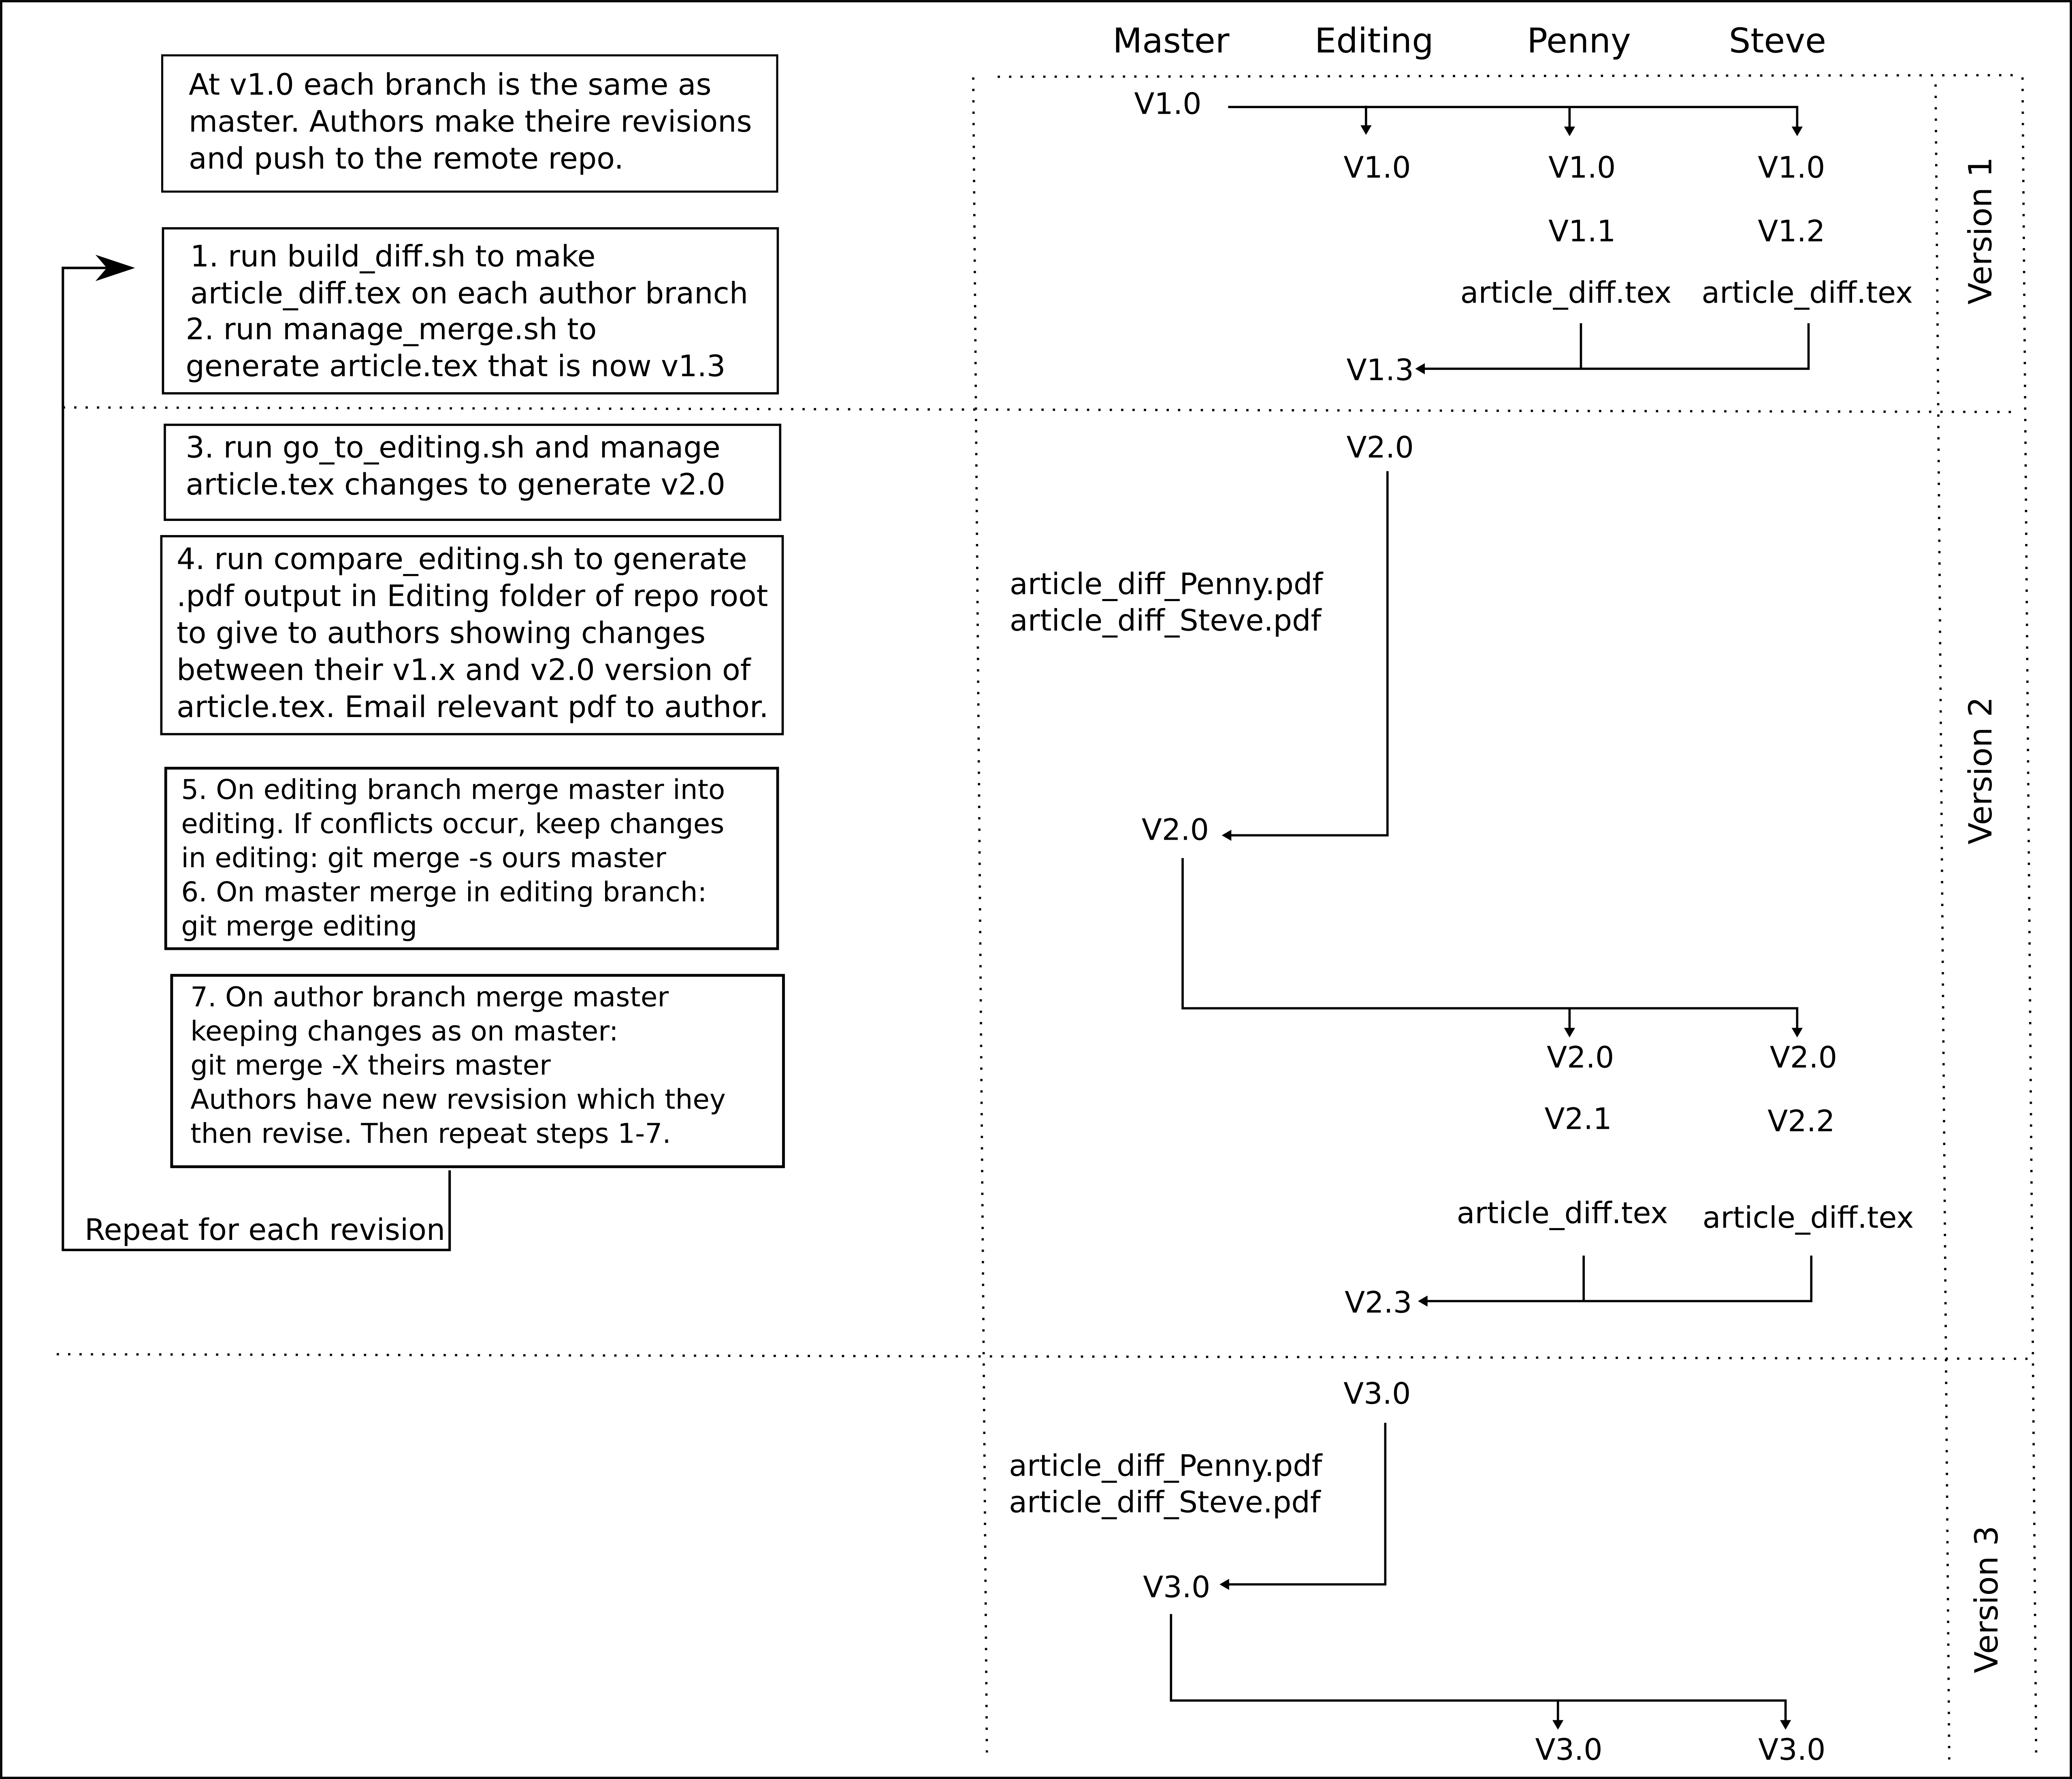 Master Editing Penny Steve
At v1.0 each branch is the same as
master. Authors make theire revisions
and push to the remote repo.
1. run build_diff.sh to make
article_diff.tex on each author branch
2. run manage_merge.sh to
generate article.tex that is now v1.3
3. run go_to_editing.sh and manage
article.tex changes to generate v2.0
4. run compare_editing.sh to generate
.pdf output in Editing folder of repo root
to give to authors showing changes
between their v1.x and v2.0 version of
article.tex. Email relevant pdf to author.
5. On editing branch merge master into
editing. If conflicts occur, keep changes
in editing: git merge -s ours master
6. On master merge in editing branch:
git merge editing
7. On author branch merge master
keeping changes as on master:
git merge -X theirs master
Authors have new revsision which they
then revise. Then repeat steps 1-7.
Repeat for each revision
V1.0
V1.0 V1.0 V1.0
V1.1 V1.2
article_diff.tex article_diff.tex
V1.3
Version 1
V2.0
article_diff_Penny.pdf
article_diff_Steve.pdf
V2.0
V2.0 V2.0
V2.1 V2.2
article_diff.tex article_diff.tex
V2.3
Version 2
V3.0
article_diff_Penny.pdf
article_diff_Steve.pdf
V3.0
V3.0 V3.0
Version 3